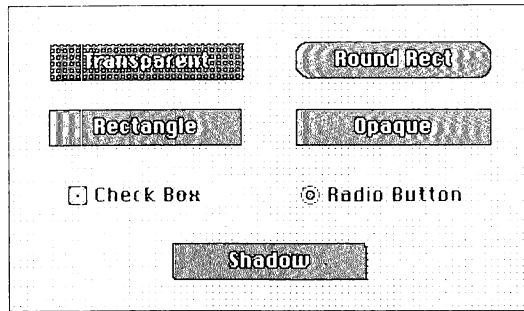 Transparent
Round Rect
Rectangle
Opaque
Check Box
Radio Button
Shadow